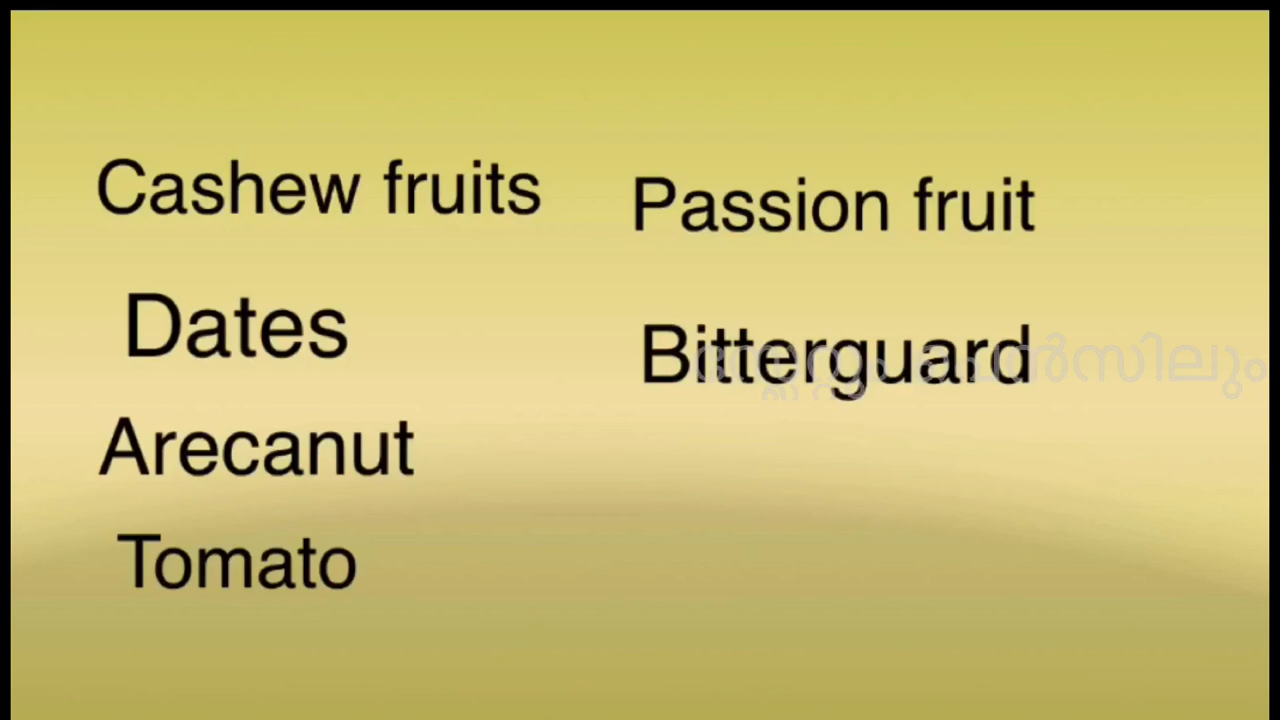 Cashew fruits
Dates
Arecanut
Tomato
Passion fruit
Bitterguard